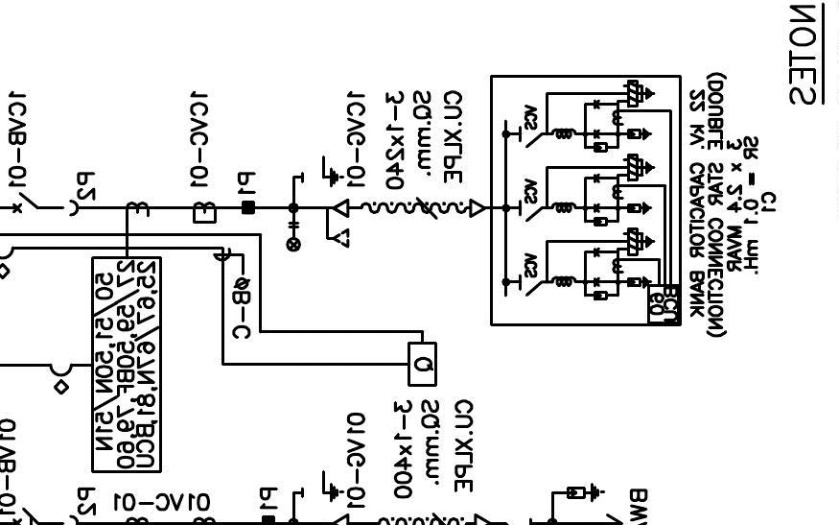 NOTES
C1
3 x 2.4 MVAR
SR = 0.1 mH.
22 kV. CAPACITOR BANK
(DOUBLE STAR CONNECTION)
VCS
VCS
VCS
BCU
60
CU.XLPE
SQ.mm.
3-1x240
1CVG-01
P1
1CVC-01
P2
1CVB-01
ØB-C
Q
25,67/67N,81,BCU
27/59,50BF,79,60
50/51,50N/51N
CU.XLPE
SQ.mm.
3-1x400
01VG-01
P1
01VC-01
P2
01VB-01